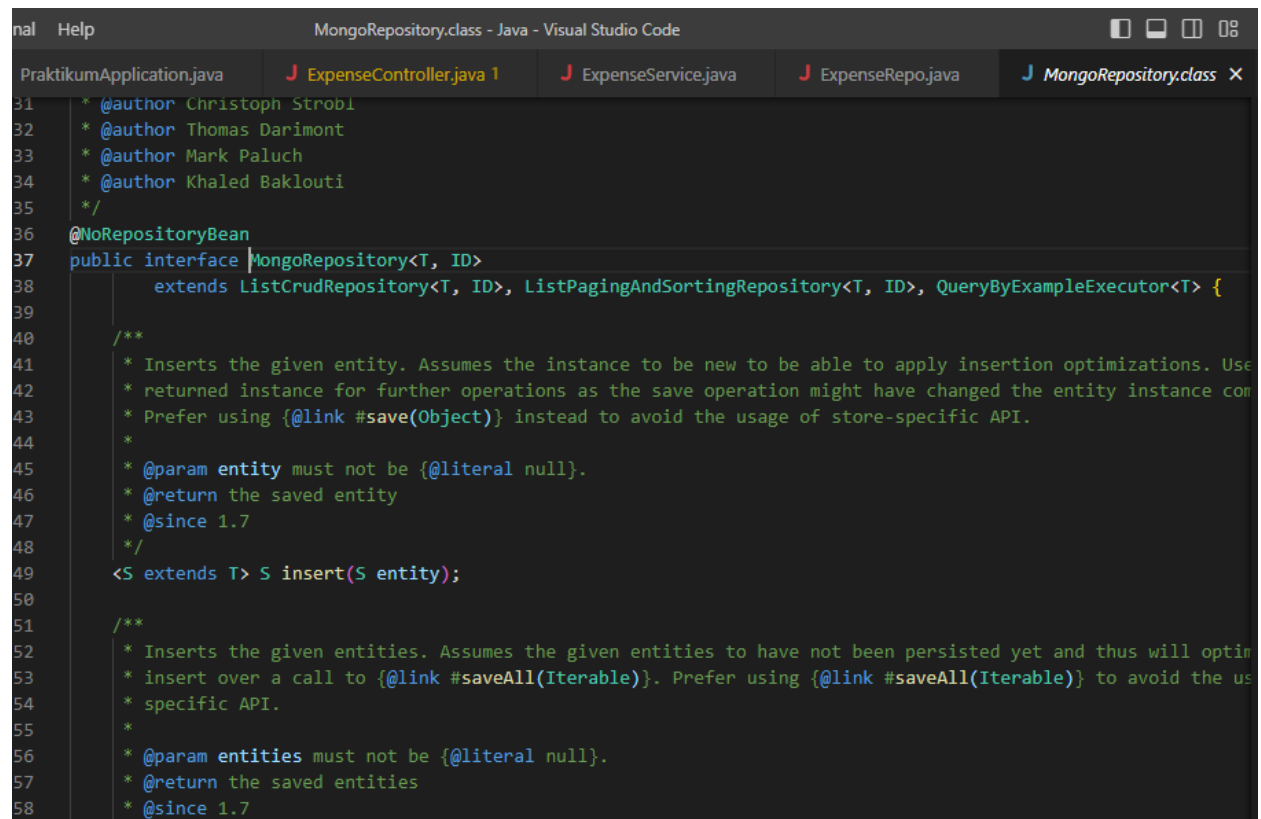 nal Help MongoRepository.class - Java - Visual Studio Code
PraktikumApplication.java J ExpenseController.java 1 J ExpenseService.java J ExpenseRepo.java J MongoRepository.class ×
31 * @author Christoph Strobl
32 * @author Thomas Darimont
33 * @author Mark Paluch
34 * @author Khaled Baklouti
35 */
36 @NoRepositoryBean
37 public interface MongoRepository<T, ID>
38 extends ListCrudRepository<T, ID>, ListPagingAndSortingRepository<T, ID>, QueryByExampleExecutor<T> {
39
40 /**
41 * Inserts the given entity. Assumes the instance to be new to be able to apply insertion optimizations. Use
42 * returned instance for further operations as the save operation might have changed the entity instance com
43 * Prefer using {@link #save(Object)} instead to avoid the usage of store-specific API.
44 *
45 * @param entity must not be {@literal null}.
46 * @return the saved entity
47 * @since 1.7
48 */
49 <S extends T> S insert(S entity);
50
51 /**
52 * Inserts the given entities. Assumes the given entities to have not been persisted yet and thus will optim
53 * insert over a call to {@link #saveAll(Iterable)}. Prefer using {@link #saveAll(Iterable)} to avoid the us
54 * specific API.
55 *
56 * @param entities must not be {@literal null}.
57 * @return the saved entities
58 * @since 1.7